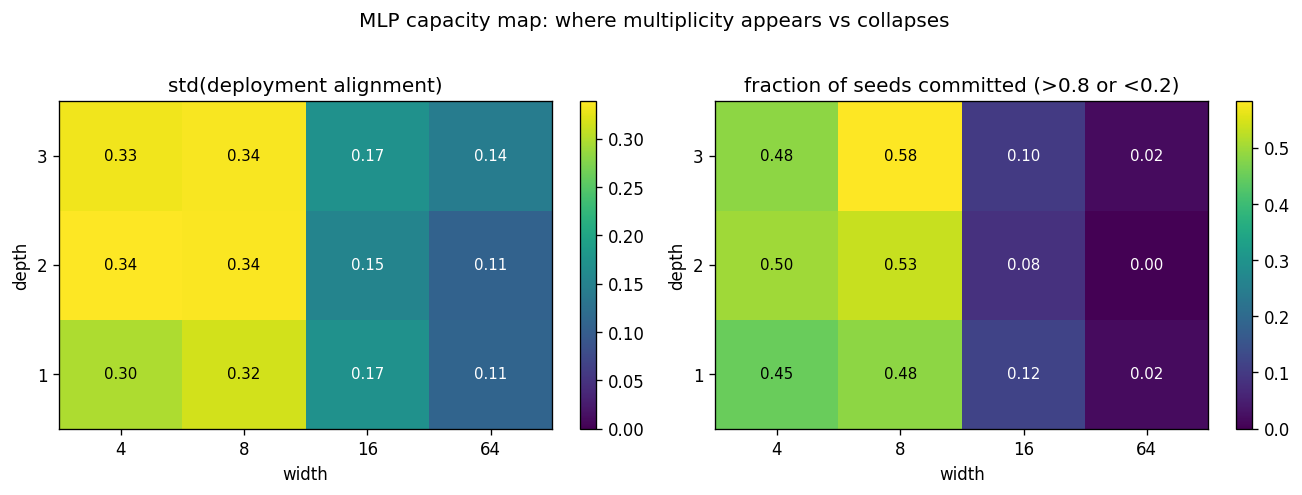 MLP capacity map: where multiplicity appears vs collapses
std(deployment alignment)
depth
3
0.33 0.34 0.17 0.14
2
0.34 0.34 0.15 0.11
1
0.30 0.32 0.17 0.11
4 8 16 64
width
0.30
0.25
0.20
0.15
0.10
0.05
0.00
fraction of seeds committed (>0.8 or <0.2)
depth
3
0.48 0.58 0.10 0.02
2
0.50 0.53 0.08 0.00
1
0.45 0.48 0.12 0.02
4 8 16 64
width
0.5
0.4
0.3
0.2
0.1
0.0